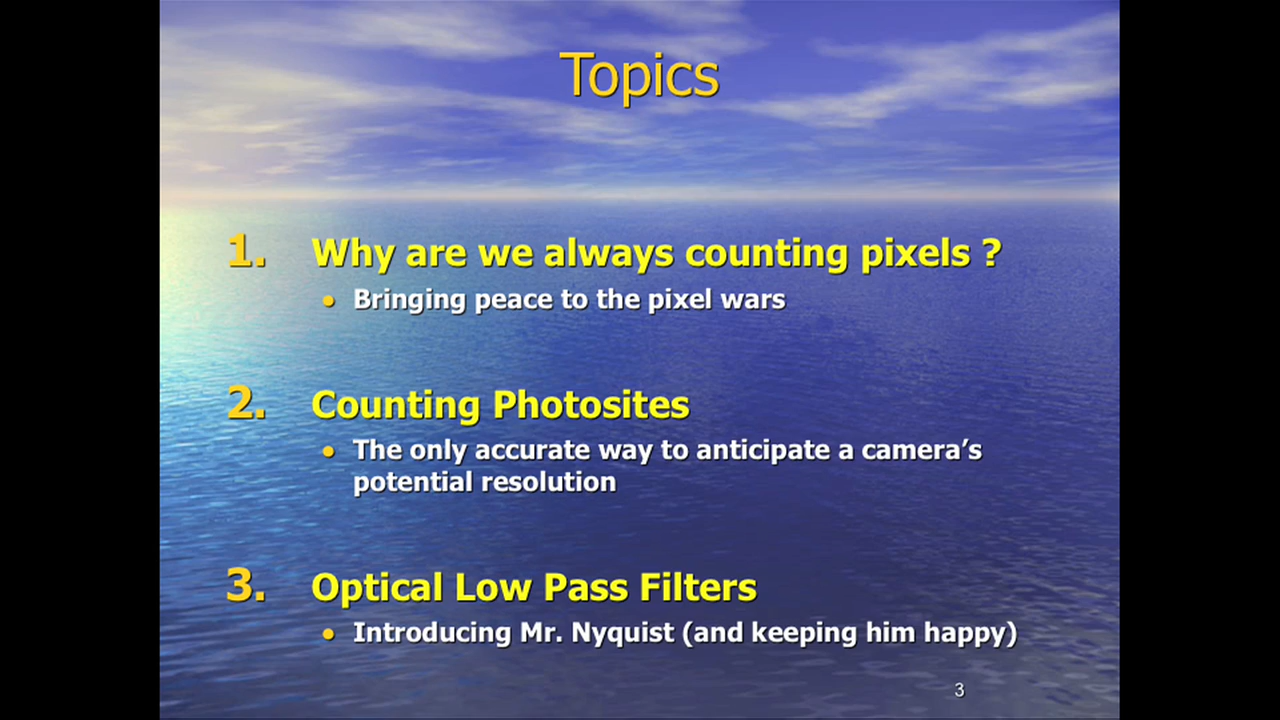 Topics
1. Why are we always counting pixels ?
• Bringing peace to the pixel wars
2. Counting Photosites
• The only accurate way to anticipate a camera’s
potential resolution
3. Optical Low Pass Filters
• Introducing Mr. Nyquist (and keeping him happy)
3